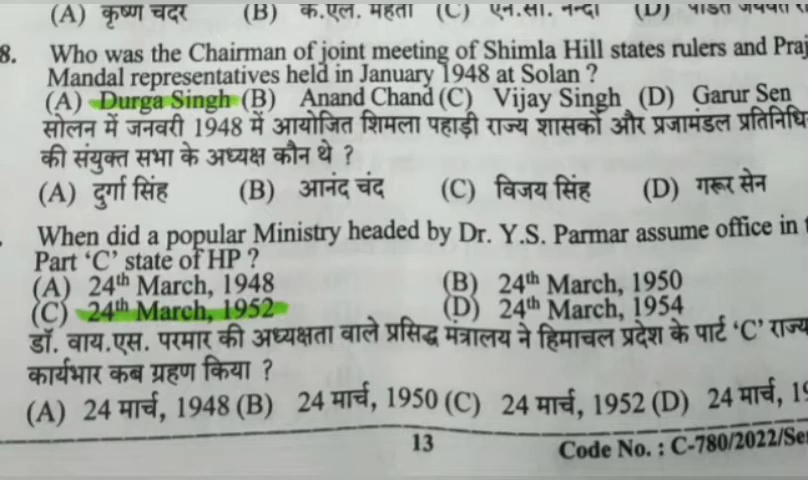 (A) कृष्ण चंदर (B) के.एल. मेहता (C) एन.सी. नन्दा (D) पंडित
8. Who was the Chairman of joint meeting of Shimla Hill states rulers and Praj
Mandal representatives held in January 1948 at Solan ?
(A) Durga Singh (B) Anand Chand (C) Vijay Singh (D) Garur Sen
सोलन में जनवरी 1948 में आयोजित शिमला पहाड़ी राज्य शासकों और प्रजामंडल प्रतिनिधि
की संयुक्त सभा के अध्यक्ष कौन थे ?
(A) दुर्गा सिंह (B) आनंद चंद (C) विजय सिंह (D) गरूर सेन
When did a popular Ministry headed by Dr. Y.S. Parmar assume office in
Part ‘C’ state of HP ?
(A) 24th March, 1948 (B) 24th March, 1950
(C) 24th March, 1952 (D) 24th March, 1954
डॉ. वाय.एस. परमार की अध्यक्षता वाले प्रसिद्ध मंत्रालय ने हिमाचल प्रदेश के पार्ट ‘C’ राज्य
कार्यभार कब ग्रहण किया ?
(A) 24 मार्च, 1948 (B) 24 मार्च, 1950 (C) 24 मार्च, 1952 (D) 24 मार्च, 19
13 Code No. : C-780/2022/Se